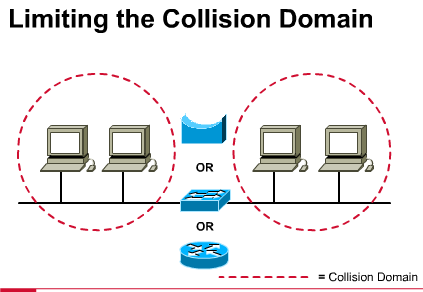 Limiting the Collision Domain
OR
OR
= Collision Domain